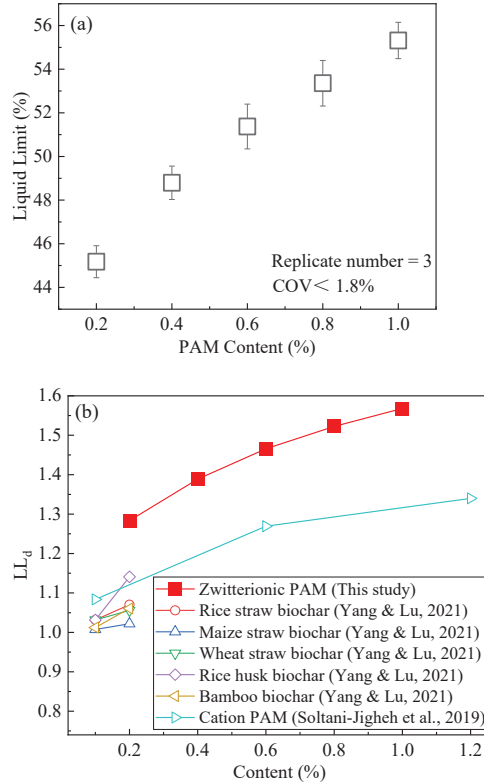 (a)
56
54
52
50
48
46
44
Liquid Limit (%)
Replicate number = 3
COV< 1.8%
0.2 0.4 0.6 0.8 1.0
PAM Content (%)
(b)
1.6
1.5
1.4
1.3
1.2
1.1
1.0
0.9
0.8
LLd
Zwitterionic PAM (This study)
Rice straw biochar (Yang & Lu, 2021)
Maize straw biochar (Yang & Lu, 2021)
Wheat straw biochar (Yang & Lu, 2021)
Rice husk biochar (Yang & Lu, 2021)
Bamboo biochar (Yang & Lu, 2021)
Cation PAM (Soltani-Jigheh et al., 2019)
0.2 0.4 0.6 0.8 1.0 1.2
Content (%)